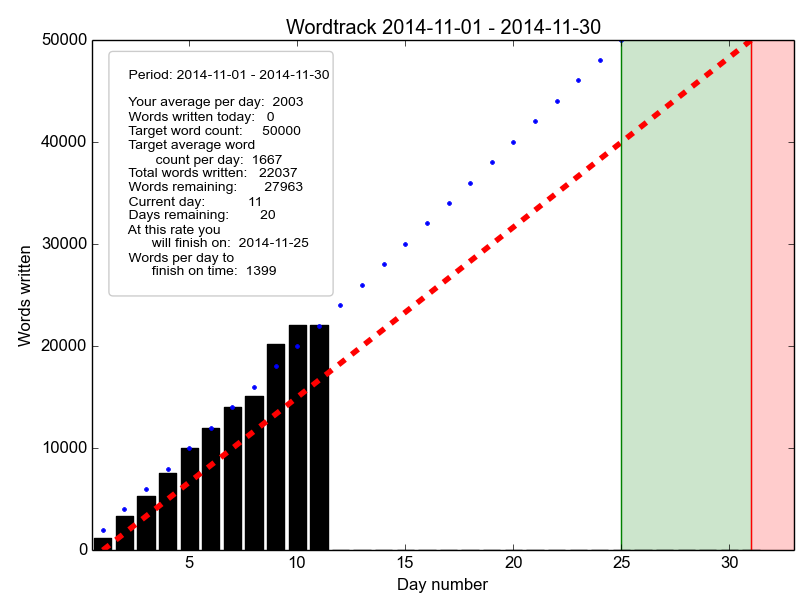 Wordtrack 2014-11-01 - 2014-11-30
50000
40000
30000
20000
10000
0
Words written
Period: 2014-11-01 - 2014-11-30
Your average per day: 2003
Words written today: 0
Target word count: 50000
Target average word
count per day: 1667
Total words written: 22037
Words remaining: 27963
Current day: 11
Days remaining: 20
At this rate you
will finish on: 2014-11-25
Words per day to
finish on time: 1399
5 10 15 20 25 30
Day number